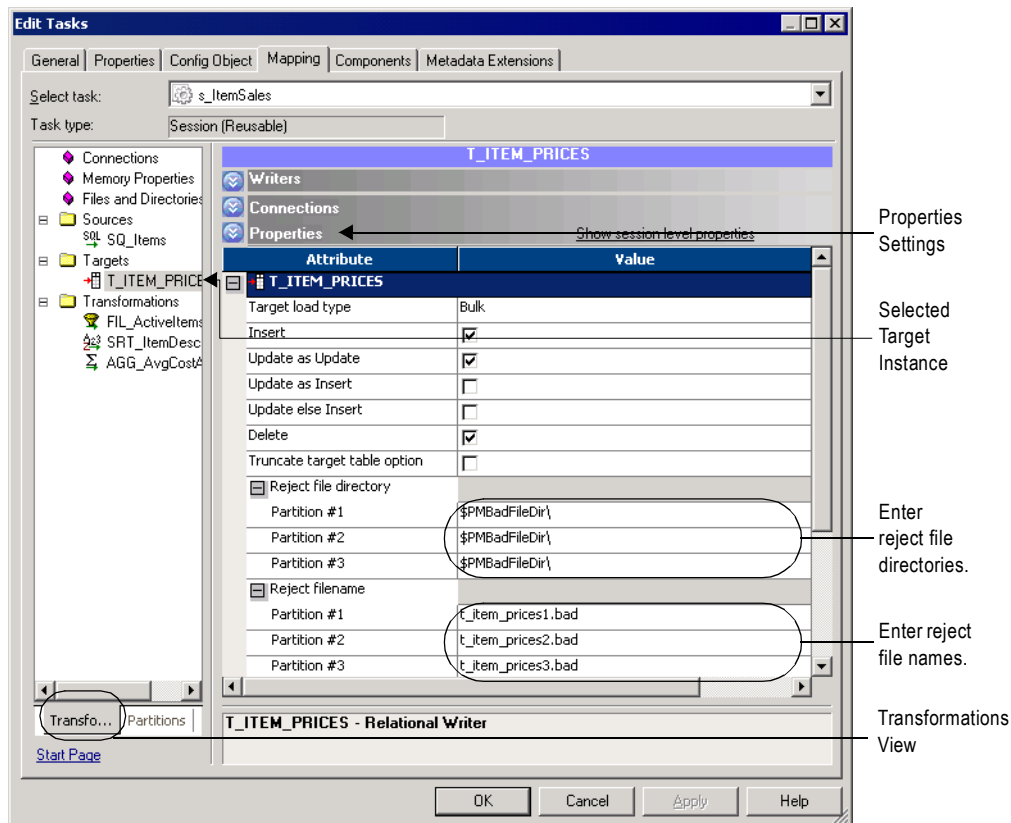 Edit Tasks
General Properties Config Object Mapping Components Metadata Extensions
Select task: s_ItemSales
Task type: Session (Reusable)
Connections
Memory Properties
Files and Directories
Sources
SQL SQ_Items
Targets
T_ITEM_PRICE
Transformations
FIL_ActiveItems
SRT_ItemDesc
Σ AGG_AvgCost
Transfo... Partitions
Start Page
T_ITEM_PRICES
Writers
Connections
Properties Show session level properties
Attribute Value
T_ITEM_PRICES
Target load type Bulk
Insert
Update as Update
Update as Insert
Update else Insert
Delete
Truncate target table option
Reject file directory
Partition #1 $PMBadFileDir\
Partition #2 $PMBadFileDir\
Partition #3 $PMBadFileDir\
Reject filename
Partition #1 t_item_prices1.bad
Partition #2 t_item_prices2.bad
Partition #3 t_item_prices3.bad
T_ITEM_PRICES - Relational Writer
OK Cancel Apply Help
Properties
Settings
Selected
Target
Instance
Enter
reject file
directories.
Enter reject
file names.
Transformations
View